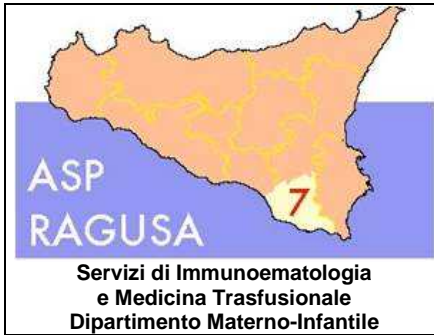 7
ASP
RAGUSA
Servizi di Immunoematologia
e Medicina Trasfusionale
Dipartimento Materno-Infantile